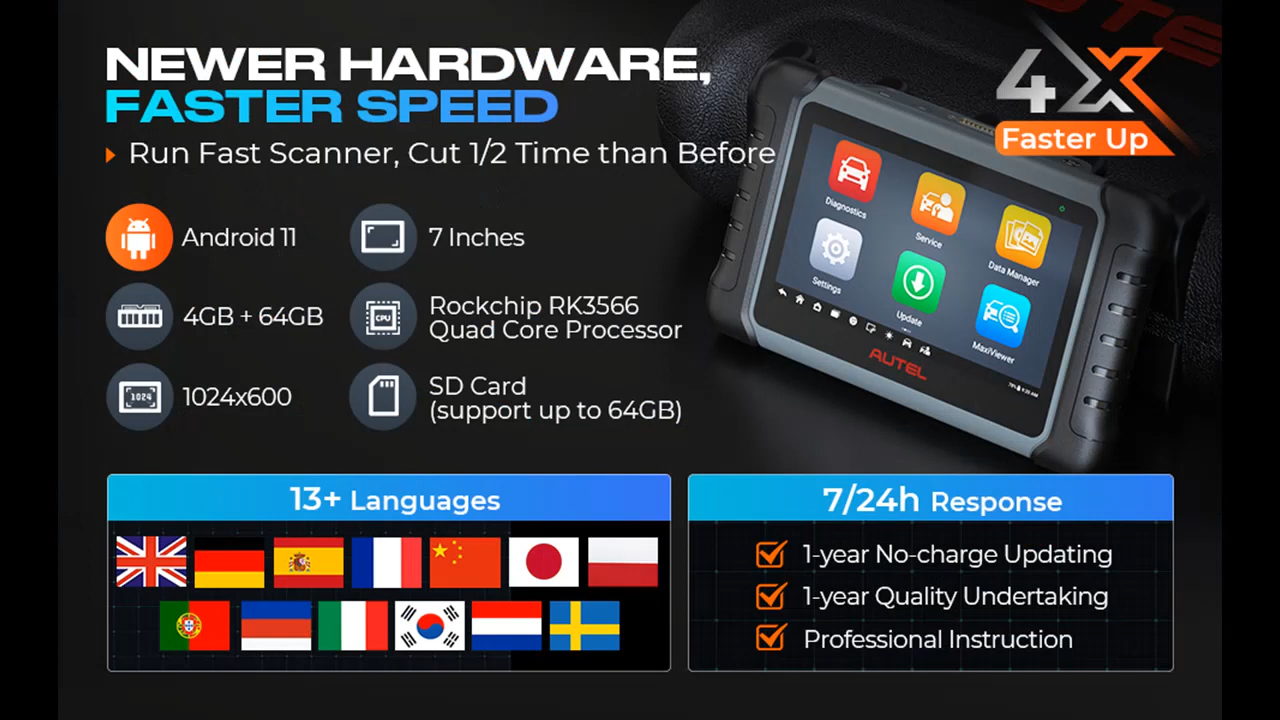 NEWER HARDWARE,
FASTER SPEED
Run Fast Scanner, Cut 1/2 Time than Before
4X
Faster Up
Android 11
7 Inches
4GB + 64GB
CPU
Rockchip RK3566
Quad Core Processor
1024
1024x600
SD Card
(support up to 64GB)
Diagnostics
Service
Data Manager
Settings
Update
MaxiViewer
AUTEL
13+ Languages
7/24h Response
1-year No-charge Updating
1-year Quality Undertaking
Professional Instruction